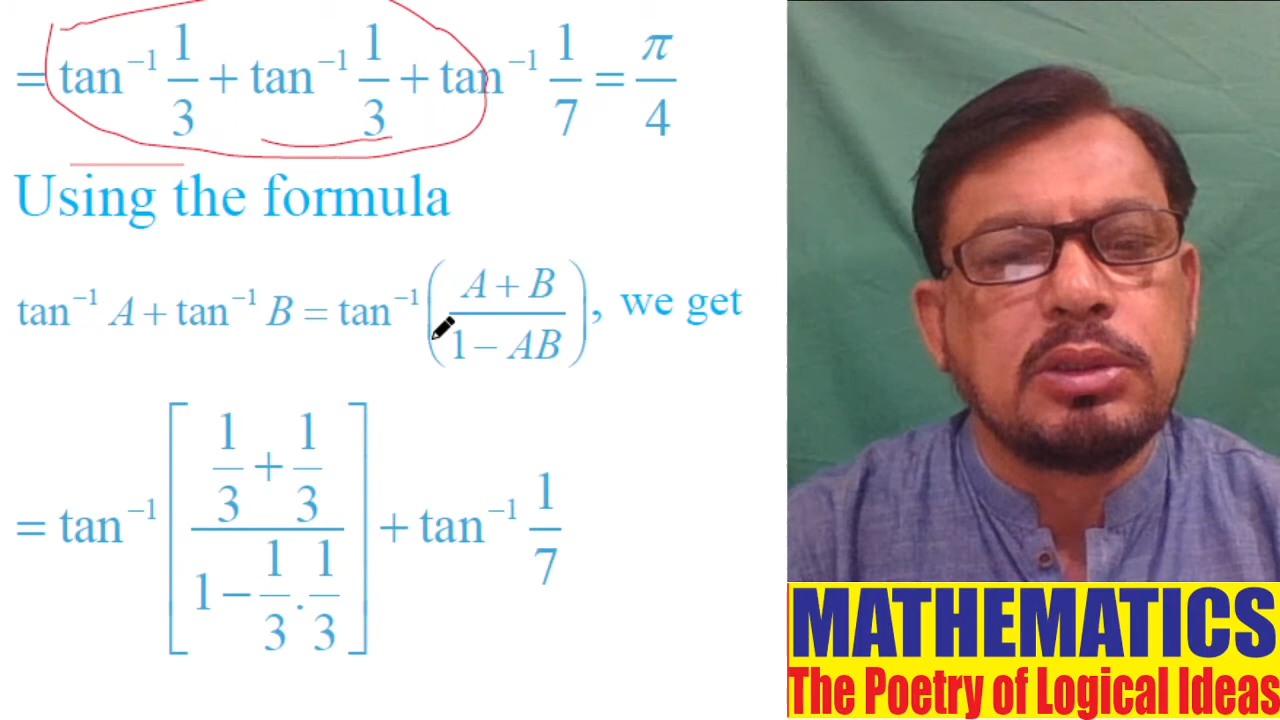 = tan⁻¹ 1/3 + tan⁻¹ 1/3 + tan⁻¹ 1/7 = π/4
Using the formula
tan⁻¹ A + tan⁻¹ B = tan⁻¹ ( (A + B) / (1 − AB) ), we get
= tan⁻¹ [ (1/3 + 1/3) / (1 − 1/3 . 1/3) ] + tan⁻¹ 1/7
MATHEMATICS
The Poetry of Logical Ideas